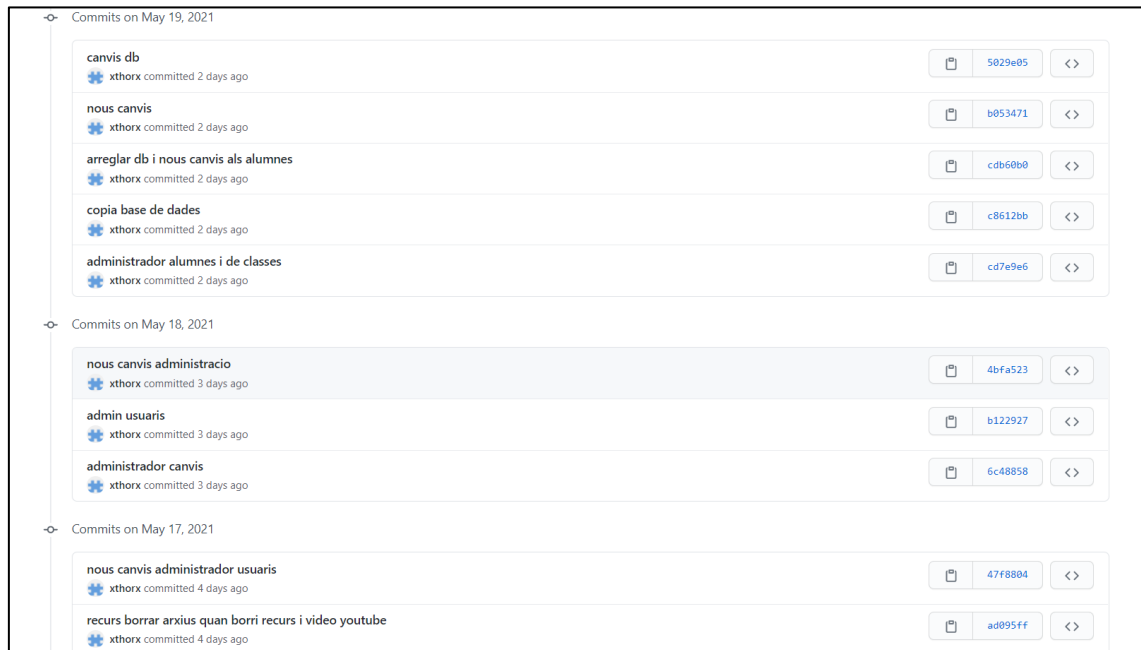 Commits on May 19, 2021
canvis db
5029e05
xthorx committed 2 days ago
nous canvis
b053471
xthorx committed 2 days ago
arreglar db i nous canvis als alumnes
cdb60b0
xthorx committed 2 days ago
copia base de dades
c8612bb
xthorx committed 2 days ago
administrador alumnes i de classes
cd7e9e6
xthorx committed 2 days ago
Commits on May 18, 2021
nous canvis administracio
4bfa523
xthorx committed 3 days ago
admin usuaris
b122927
xthorx committed 3 days ago
administrador canvis
6c48858
xthorx committed 3 days ago
Commits on May 17, 2021
nous canvis administrador usuaris
47f8804
xthorx committed 4 days ago
recurs borrar arxius quan borri recurs i video youtube
ad095ff
xthorx committed 4 days ago